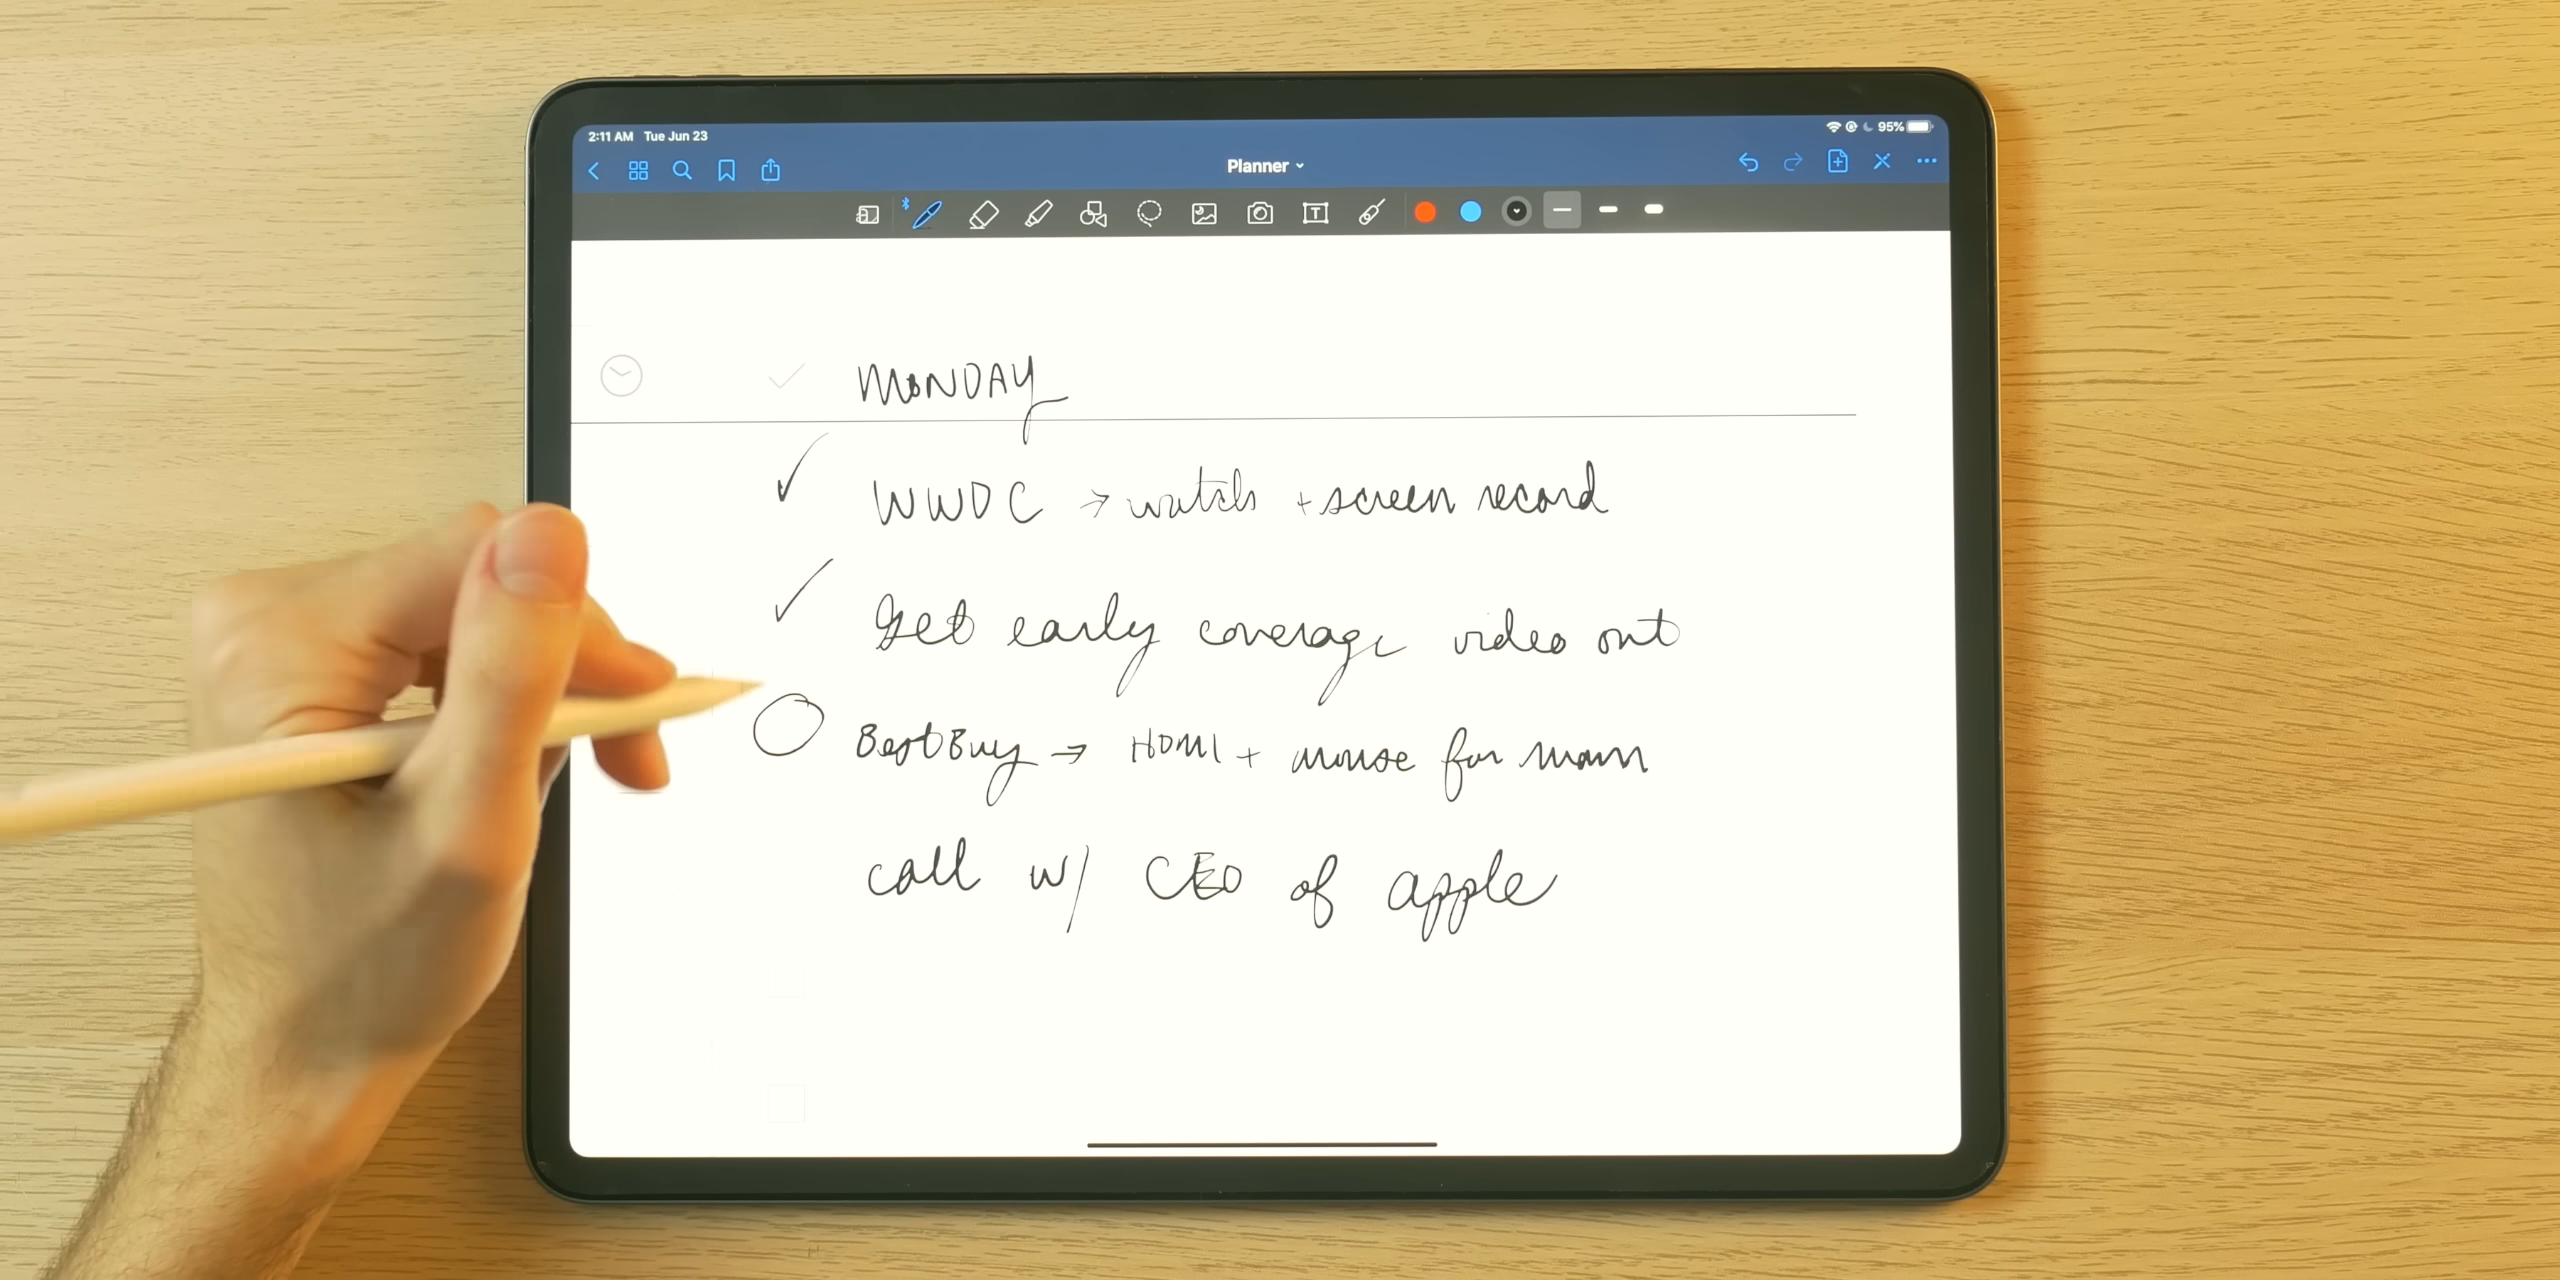 2:11 AM Tue Jun 23
95%
Planner
T
MONDAY
WWDC → watch + screen record
Get early coverage video out
BestBuy → HDMI + mouse for mom
call w/ CEO of apple